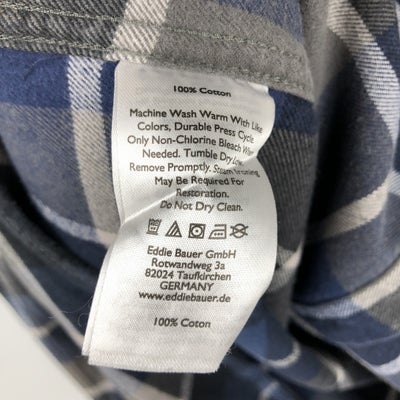 100% Cotton
Machine Wash Warm With Like
Colors, Durable Press Cycle
Only Non-Chlorine Bleach When
Needed. Tumble Dry Low.
Remove Promptly. Steam Ironing
May Be Required For
Restoration.
Do Not Dry Clean.
Eddie Bauer GmbH
Rotwandweg 3a
82024 Taufkirchen
GERMANY
www.eddiebauer.de
100% Coton